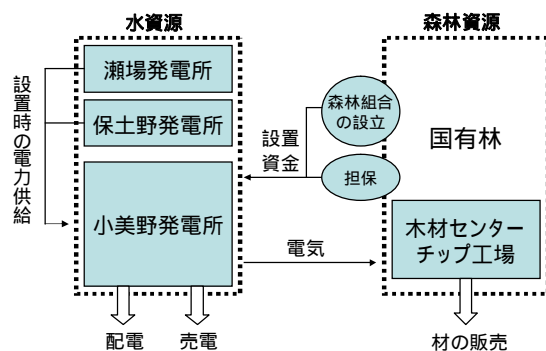 水資源
森林資源
瀬場発電所
保土野発電所
小美野発電所
設置時の電力供給
森林組合
の設立
担保
設置
資金
国有林
木材センター
チップ工場
電気
配電
売電
材の販売